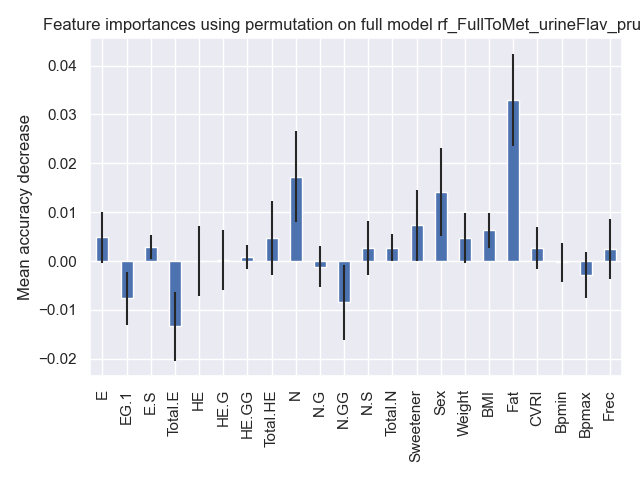 Feature importances using permutation on full model rf_FullToMet_urineFlav_pru
Mean accuracy decrease
0.04
0.03
0.02
0.01
0.00
−0.01
−0.02
E
EG.1
E.S
Total.E
HE
HE.G
HE.GG
Total.HE
N
N.G
N.GG
N.S
Total.N
Sweetener
Sex
Weight
BMI
Fat
CVRI
Bpmin
Bpmax
Frec